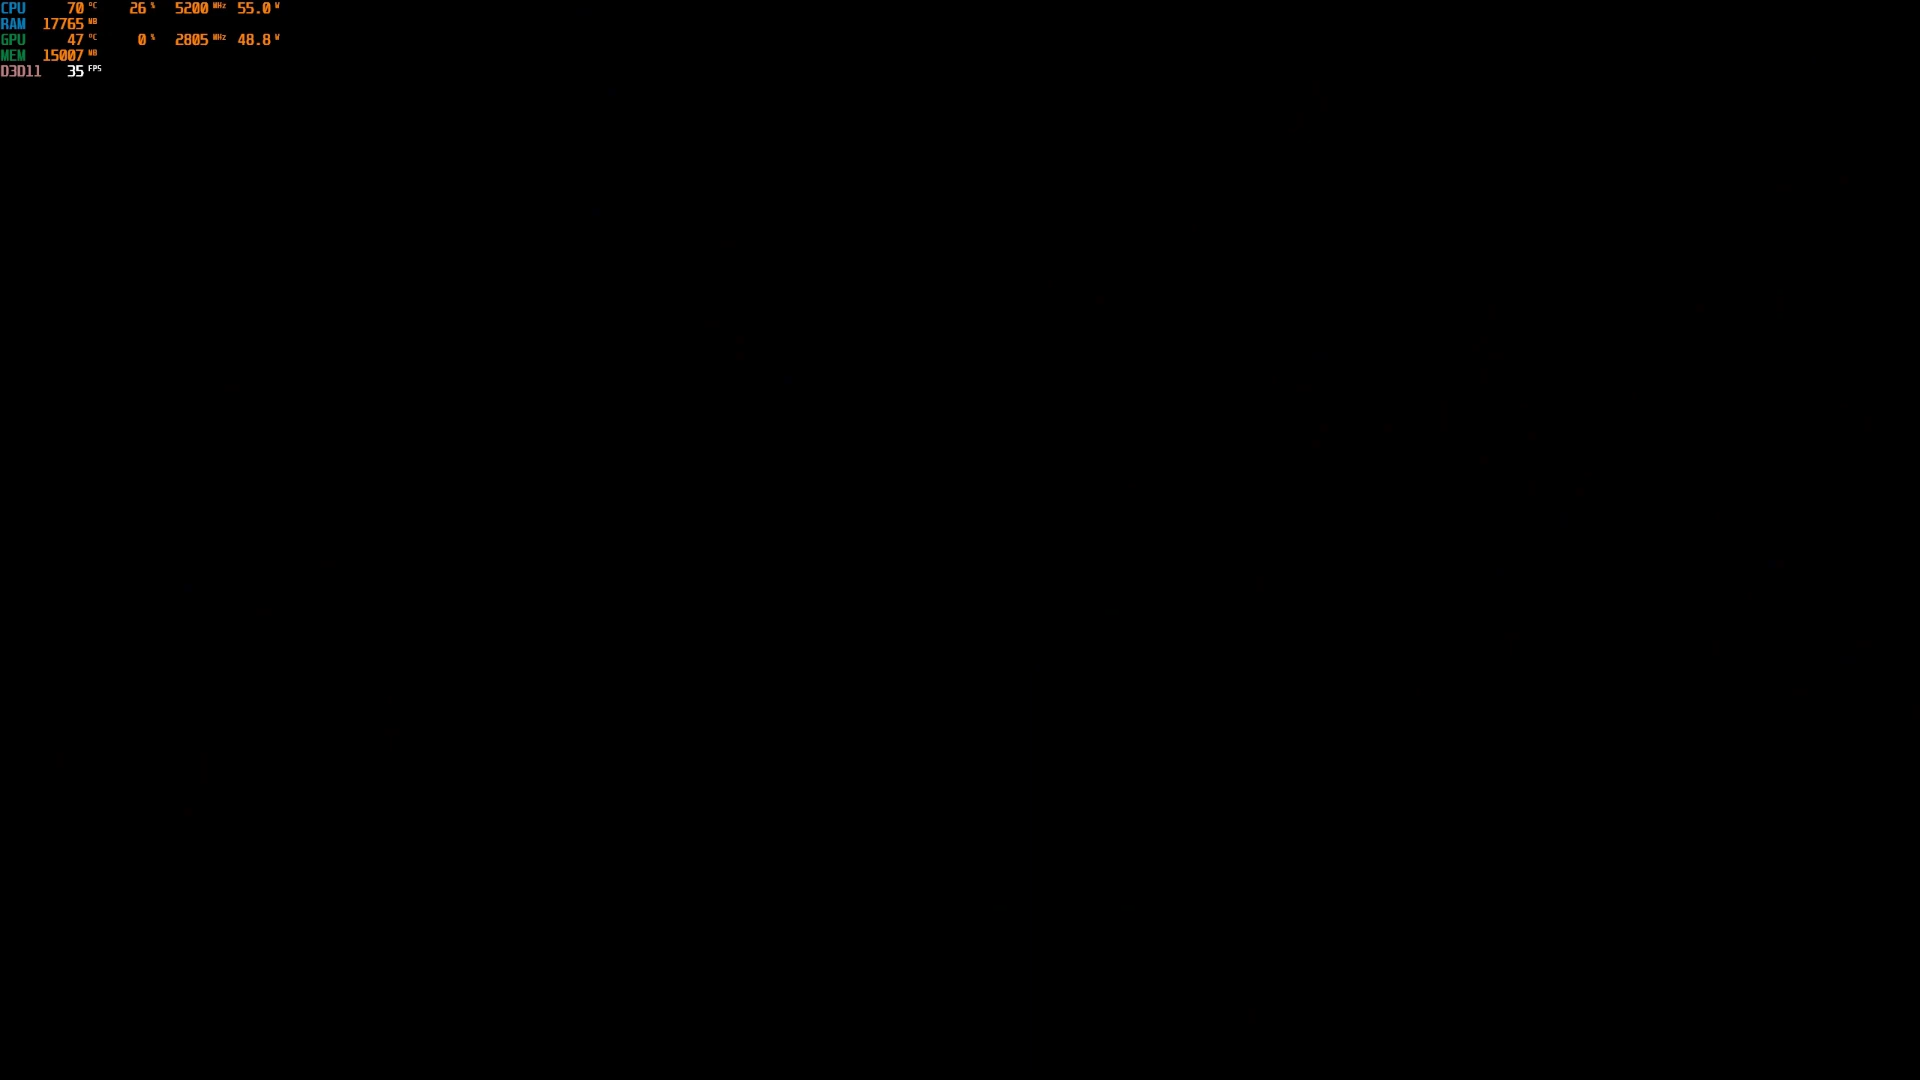 CPU 70 °C 26 % 5200 MHz 55.0 W
RAM 17765 MB
GPU 47 °C 0 % 2805 MHz 48.8 W
MEM 15007 MB
D3D11 35 FPS